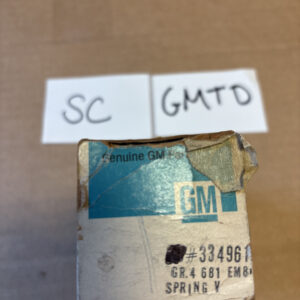 SC
GMTD
Genuine GM
GM
#334961
GR.4 681 EMB
SPRING V